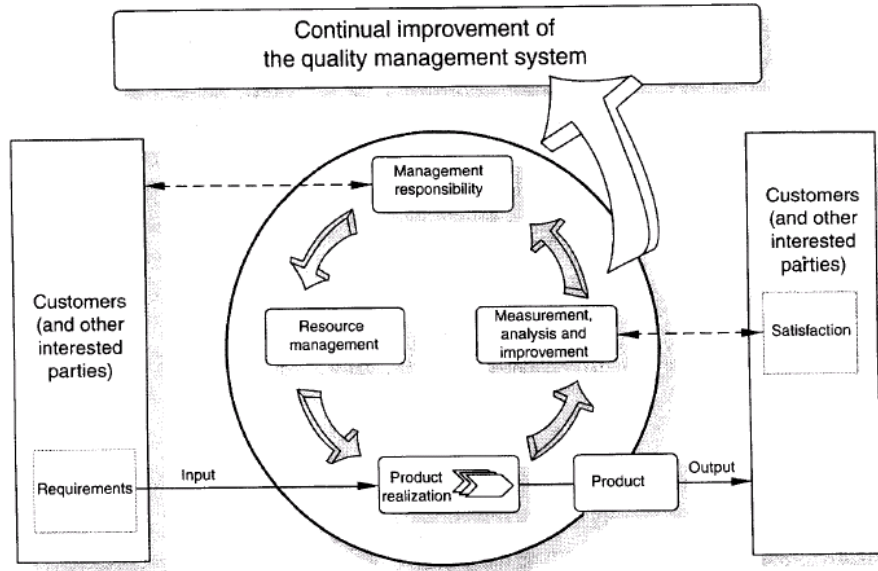 Continual improvement of
the quality management system
Management
responsibility
Customers
(and other
interested
parties)
Customers
(and other
interested
parties)
Resource
management
Measurement,
analysis and
improvement
Satisfaction
Requirements
Input
Product
realization
Product
Output